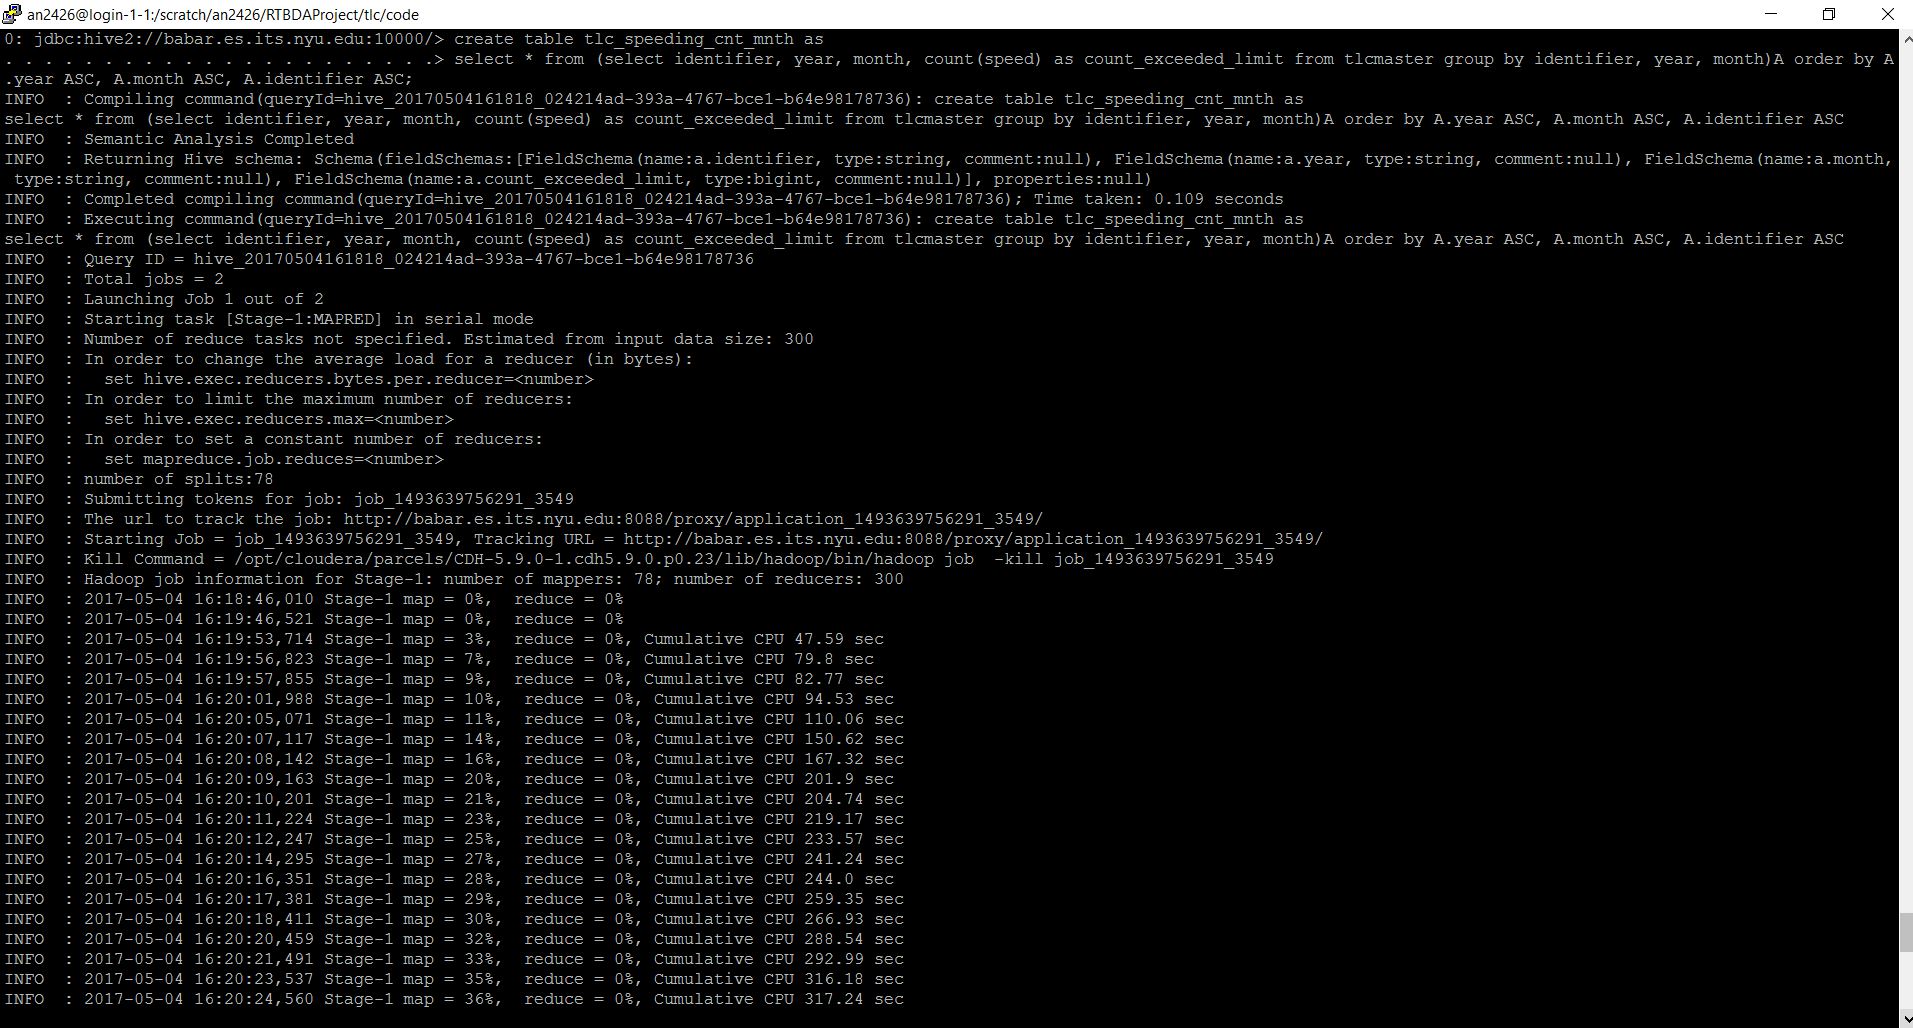 an2426@login-1-1:/scratch/an2426/RTBDAProject/tlc/code
0: jdbc:hive2://babar.es.its.nyu.edu:10000/> create table tlc_speeding_cnt_mnth as
. . . . . . . . . . . . . . . . . . . . . .> select * from (select identifier, year, month, count(speed) as count_exceeded_limit from tlcmaster group by identifier, year, month)A order by A
.year ASC, A.month ASC, A.identifier ASC;
INFO  : Compiling command(queryId=hive_20170504161818_024214ad-393a-4767-bce1-b64e98178736): create table tlc_speeding_cnt_mnth as
select * from (select identifier, year, month, count(speed) as count_exceeded_limit from tlcmaster group by identifier, year, month)A order by A.year ASC, A.month ASC, A.identifier ASC
INFO  : Semantic Analysis Completed
INFO  : Returning Hive schema: Schema(fieldSchemas:[FieldSchema(name:a.identifier, type:string, comment:null), FieldSchema(name:a.year, type:string, comment:null), FieldSchema(name:a.month,
 type:string, comment:null), FieldSchema(name:a.count_exceeded_limit, type:bigint, comment:null)], properties:null)
INFO  : Completed compiling command(queryId=hive_20170504161818_024214ad-393a-4767-bce1-b64e98178736); Time taken: 0.109 seconds
INFO  : Executing command(queryId=hive_20170504161818_024214ad-393a-4767-bce1-b64e98178736): create table tlc_speeding_cnt_mnth as
select * from (select identifier, year, month, count(speed) as count_exceeded_limit from tlcmaster group by identifier, year, month)A order by A.year ASC, A.month ASC, A.identifier ASC
INFO  : Query ID = hive_20170504161818_024214ad-393a-4767-bce1-b64e98178736
INFO  : Total jobs = 2
INFO  : Launching Job 1 out of 2
INFO  : Starting task [Stage-1:MAPRED] in serial mode
INFO  : Number of reduce tasks not specified. Estimated from input data size: 300
INFO  : In order to change the average load for a reducer (in bytes):
INFO  :   set hive.exec.reducers.bytes.per.reducer=<number>
INFO  : In order to limit the maximum number of reducers:
INFO  :   set hive.exec.reducers.max=<number>
INFO  : In order to set a constant number of reducers:
INFO  :   set mapreduce.job.reduces=<number>
INFO  : number of splits:78
INFO  : Submitting tokens for job: job_1493639756291_3549
INFO  : The url to track the job: http://babar.es.its.nyu.edu:8088/proxy/application_1493639756291_3549/
INFO  : Starting Job = job_1493639756291_3549, Tracking URL = http://babar.es.its.nyu.edu:8088/proxy/application_1493639756291_3549/
INFO  : Kill Command = /opt/cloudera/parcels/CDH-5.9.0-1.cdh5.9.0.p0.23/lib/hadoop/bin/hadoop job  -kill job_1493639756291_3549
INFO  : Hadoop job information for Stage-1: number of mappers: 78; number of reducers: 300
INFO  : 2017-05-04 16:18:46,010 Stage-1 map = 0%,  reduce = 0%
INFO  : 2017-05-04 16:19:46,521 Stage-1 map = 0%,  reduce = 0%
INFO  : 2017-05-04 16:19:53,714 Stage-1 map = 3%,  reduce = 0%, Cumulative CPU 47.59 sec
INFO  : 2017-05-04 16:19:56,823 Stage-1 map = 7%,  reduce = 0%, Cumulative CPU 79.8 sec
INFO  : 2017-05-04 16:19:57,855 Stage-1 map = 9%,  reduce = 0%, Cumulative CPU 82.77 sec
INFO  : 2017-05-04 16:20:01,988 Stage-1 map = 10%,  reduce = 0%, Cumulative CPU 94.53 sec
INFO  : 2017-05-04 16:20:05,071 Stage-1 map = 11%,  reduce = 0%, Cumulative CPU 110.06 sec
INFO  : 2017-05-04 16:20:07,117 Stage-1 map = 14%,  reduce = 0%, Cumulative CPU 150.62 sec
INFO  : 2017-05-04 16:20:08,142 Stage-1 map = 16%,  reduce = 0%, Cumulative CPU 167.32 sec
INFO  : 2017-05-04 16:20:09,163 Stage-1 map = 20%,  reduce = 0%, Cumulative CPU 201.9 sec
INFO  : 2017-05-04 16:20:10,201 Stage-1 map = 21%,  reduce = 0%, Cumulative CPU 204.74 sec
INFO  : 2017-05-04 16:20:11,224 Stage-1 map = 23%,  reduce = 0%, Cumulative CPU 219.17 sec
INFO  : 2017-05-04 16:20:12,247 Stage-1 map = 25%,  reduce = 0%, Cumulative CPU 233.57 sec
INFO  : 2017-05-04 16:20:14,295 Stage-1 map = 27%,  reduce = 0%, Cumulative CPU 241.24 sec
INFO  : 2017-05-04 16:20:16,351 Stage-1 map = 28%,  reduce = 0%, Cumulative CPU 244.0 sec
INFO  : 2017-05-04 16:20:17,381 Stage-1 map = 29%,  reduce = 0%, Cumulative CPU 259.35 sec
INFO  : 2017-05-04 16:20:18,411 Stage-1 map = 30%,  reduce = 0%, Cumulative CPU 266.93 sec
INFO  : 2017-05-04 16:20:20,459 Stage-1 map = 32%,  reduce = 0%, Cumulative CPU 288.54 sec
INFO  : 2017-05-04 16:20:21,491 Stage-1 map = 33%,  reduce = 0%, Cumulative CPU 292.99 sec
INFO  : 2017-05-04 16:20:23,537 Stage-1 map = 35%,  reduce = 0%, Cumulative CPU 316.18 sec
INFO  : 2017-05-04 16:20:24,560 Stage-1 map = 36%,  reduce = 0%, Cumulative CPU 317.24 sec